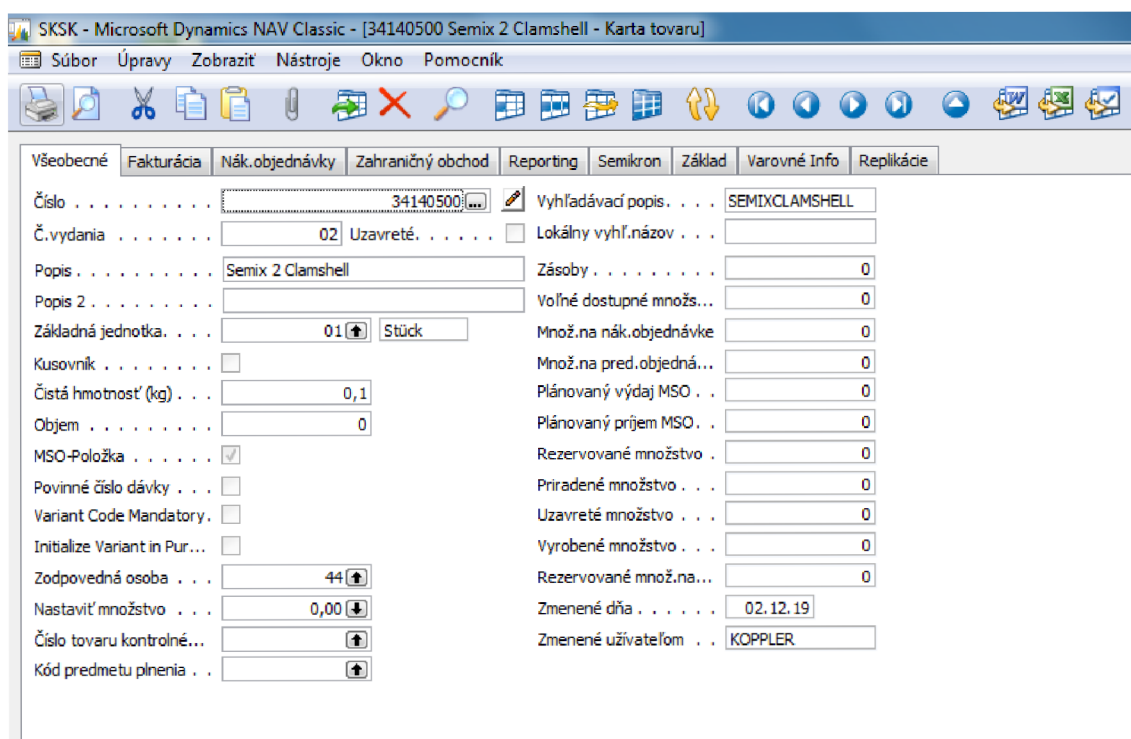 SKSK - Microsoft Dynamics NAV Classic - [34140500 Semix 2 Clamshell - Karta tovaru]
Súbor Úpravy Zobraziť Nástroje Okno Pomocník
Všeobecné Fakturácia Nák.objednávky Zahraničný obchod Reporting Semikron Základ Varovné Info Replikácie
Číslo . . . . . . . . . . 34140500 ...
Č.vydania . . . . . . . 02 Uzavreté. . . . . .
Popis . . . . . . . . . . Semix 2 Clamshell
Popis 2 . . . . . . . . .
Základná jednotka. . . . 01 Stück
Kusovník . . . . . . . .
Čistá hmotnosť (kg) . . . 0,1
Objem . . . . . . . . . 0
MSO-Položka . . . . . .
Povinné číslo dávky . . .
Variant Code Mandatory .
Initialize Variant in Pur...
Zodpovedná osoba . . . 44
Nastaviť množstvo . . . 0,00
Číslo tovaru kontrolné...
Kód predmetu plnenia . .
Vyhľadávací popis. . . . SEMIXCLAMSHELL
Lokálny vyhľ.názov . . .
Zásoby . . . . . . . . . 0
Voľné dostupné množs... 0
Množ.na nák.objednávke 0
Množ.na pred.objedná... 0
Plánovaný výdaj MSO . . 0
Plánovaný príjem MSO. . 0
Rezervované množstvo . 0
Priradené množstvo . . . 0
Uzavreté množstvo . . . 0
Vyrobené množstvo . . . 0
Rezervované množ.na... 0
Zmenené dňa . . . . . . 02.12.19
Zmenené užívateľom . . KOPPLER